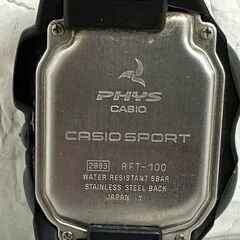 PHYS
CASIO
CASIO SPORT
2893 RFT-100
WATER RESISTANT 5BAR
STAINLESS STEEL BACK
JAPAN Y